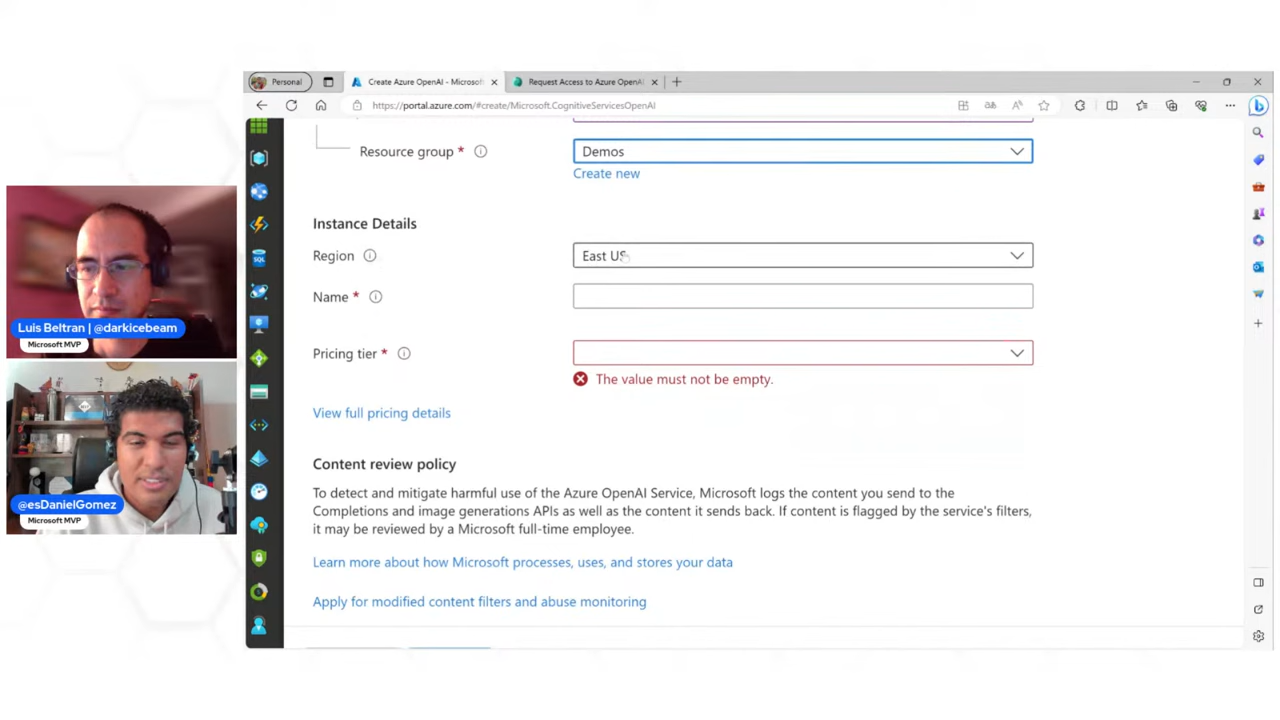 Personal
Create Azure OpenAI - Microsoft
Request Access to Azure OpenAI
https://portal.azure.com/#create/Microsoft.CognitiveServicesOpenAI
Resource group *
Demos
Create new
Instance Details
Region
East US
Name *
Pricing tier *
The value must not be empty.
View full pricing details
Content review policy
To detect and mitigate harmful use of the Azure OpenAI Service, Microsoft logs the content you send to the
Completions and image generations APIs as well as the content it sends back. If content is flagged by the service's filters,
it may be reviewed by a Microsoft full-time employee.
Learn more about how Microsoft processes, uses, and stores your data
Apply for modified content filters and abuse monitoring
Luis Beltran | @darkicebeam
Microsoft MVP
@esDanielGomez
Microsoft MVP